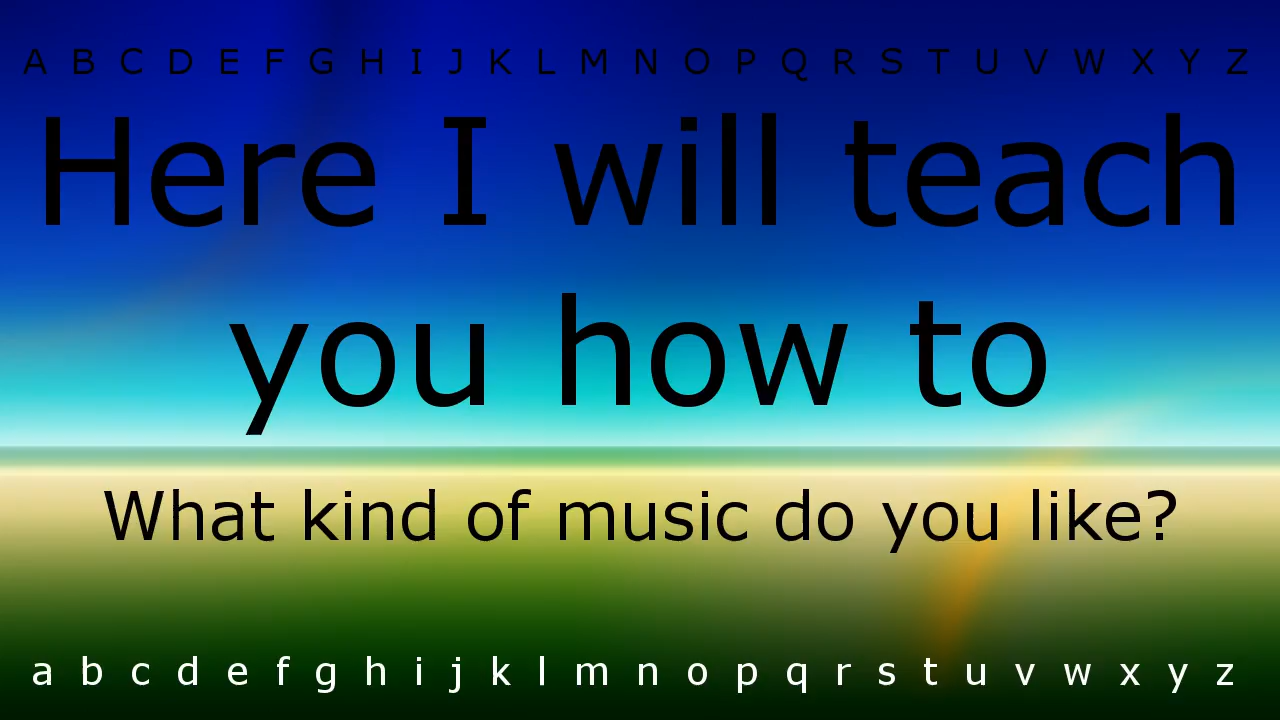 A B C D E F G H I J K L M N O P Q R S T U V W X Y Z
Here I will teach
you how to
What kind of music do you like?
a b c d e f g h i j k l m n o p q r s t u v w x y z